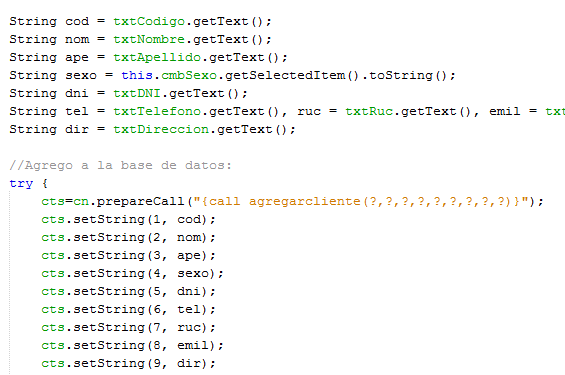 String cod = txtCodigo.getText();
String nom = txtNombre.getText();
String ape = txtApellido.getText();
String sexo = this.cmbSexo.getSelectedItem().toString();
String dni = txtDNI.getText();
String tel = txtTelefono.getText(), ruc = txtRuc.getText(), emil = txt
String dir = txtDireccion.getText();
//Agrego a la base de datos:
try {
cts=cn.prepareCall("{call agregarcliente(?,?,?,?,?,?,?,?,?)}");
cts.setString(1, cod);
cts.setString(2, nom);
cts.setString(3, ape);
cts.setString(4, sexo);
cts.setString(5, dni);
cts.setString(6, tel);
cts.setString(7, ruc);
cts.setString(8, emil);
cts.setString(9, dir);